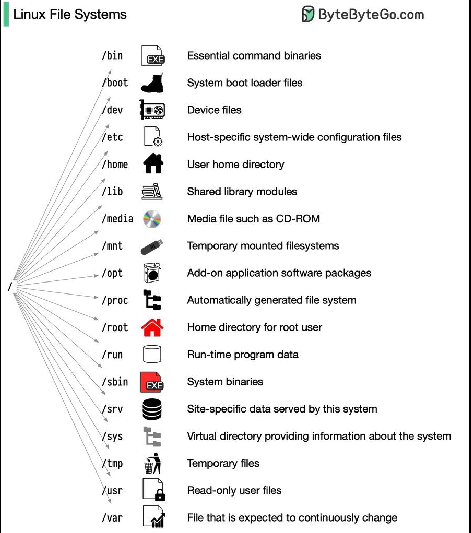 Linux File Systems
ByteByteGo.com
/bin EXE Essential command binaries
/boot System boot loader files
/dev Device files
/etc Host-specific system-wide configuration files
/home User home directory
/lib Shared library modules
/media Media file such as CD-ROM
/mnt Temporary mounted filesystems
/opt Add-on application software packages
/
/proc Automatically generated file system
/root Home directory for root user
/run Run-time program data
/sbin EXE System binaries
/srv Site-specific data served by this system
/sys Virtual directory providing information about the system
/tmp Temporary files
/usr Read-only user files
/var File that is expected to continuously change